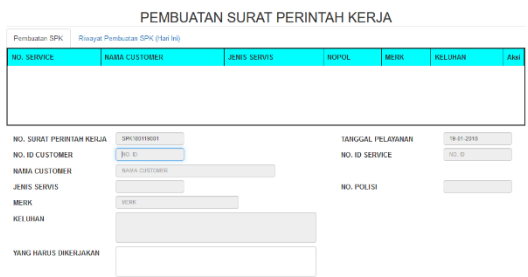 PEMBUATAN SURAT PERINTAH KERJA
Pembuatan SPK Riwayat Pembuatan SPK (Hari Ini)
NO. SERVICE NAMA CUSTOMER JENIS SERVIS NOPOL MERK KELUHAN Aksi
NO. SURAT PERINTAH KERJA SPK180119001 TANGGAL PELAYANAN 19-01-2018
NO. ID CUSTOMER NO. ID NO. ID SERVICE NO. ID
NAMA CUSTOMER NAMA CUSTOMER
JENIS SERVIS NO. POLISI
MERK MERK
KELUHAN
YANG HARUS DIKERJAKAN